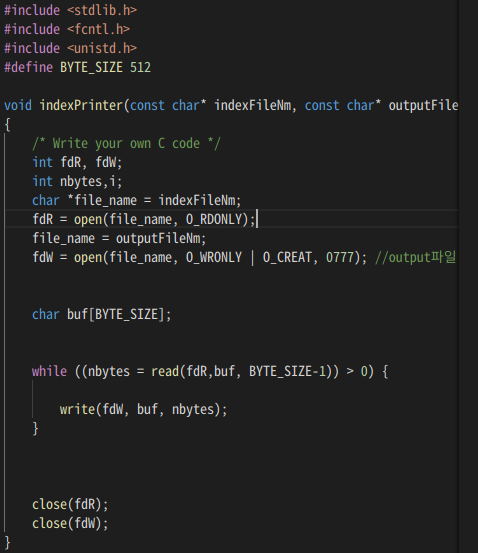 #include <stdlib.h>
#include <fcntl.h>
#include <unistd.h>
#define BYTE_SIZE 512
void indexPrinter(const char* indexFileNm, const char* outputFile
{
/* Write your own C code */
int fdR, fdW;
int nbytes,i;
char *file_name = indexFileNm;
fdR = open(file_name, O_RDONLY);
file_name = outputFileNm;
fdW = open(file_name, O_WRONLY | O_CREAT, 0777); //output파일
char buf[BYTE_SIZE];
while ((nbytes = read(fdR,buf, BYTE_SIZE-1)) > 0) {
write(fdW, buf, nbytes);
}
close(fdR);
close(fdW);
}